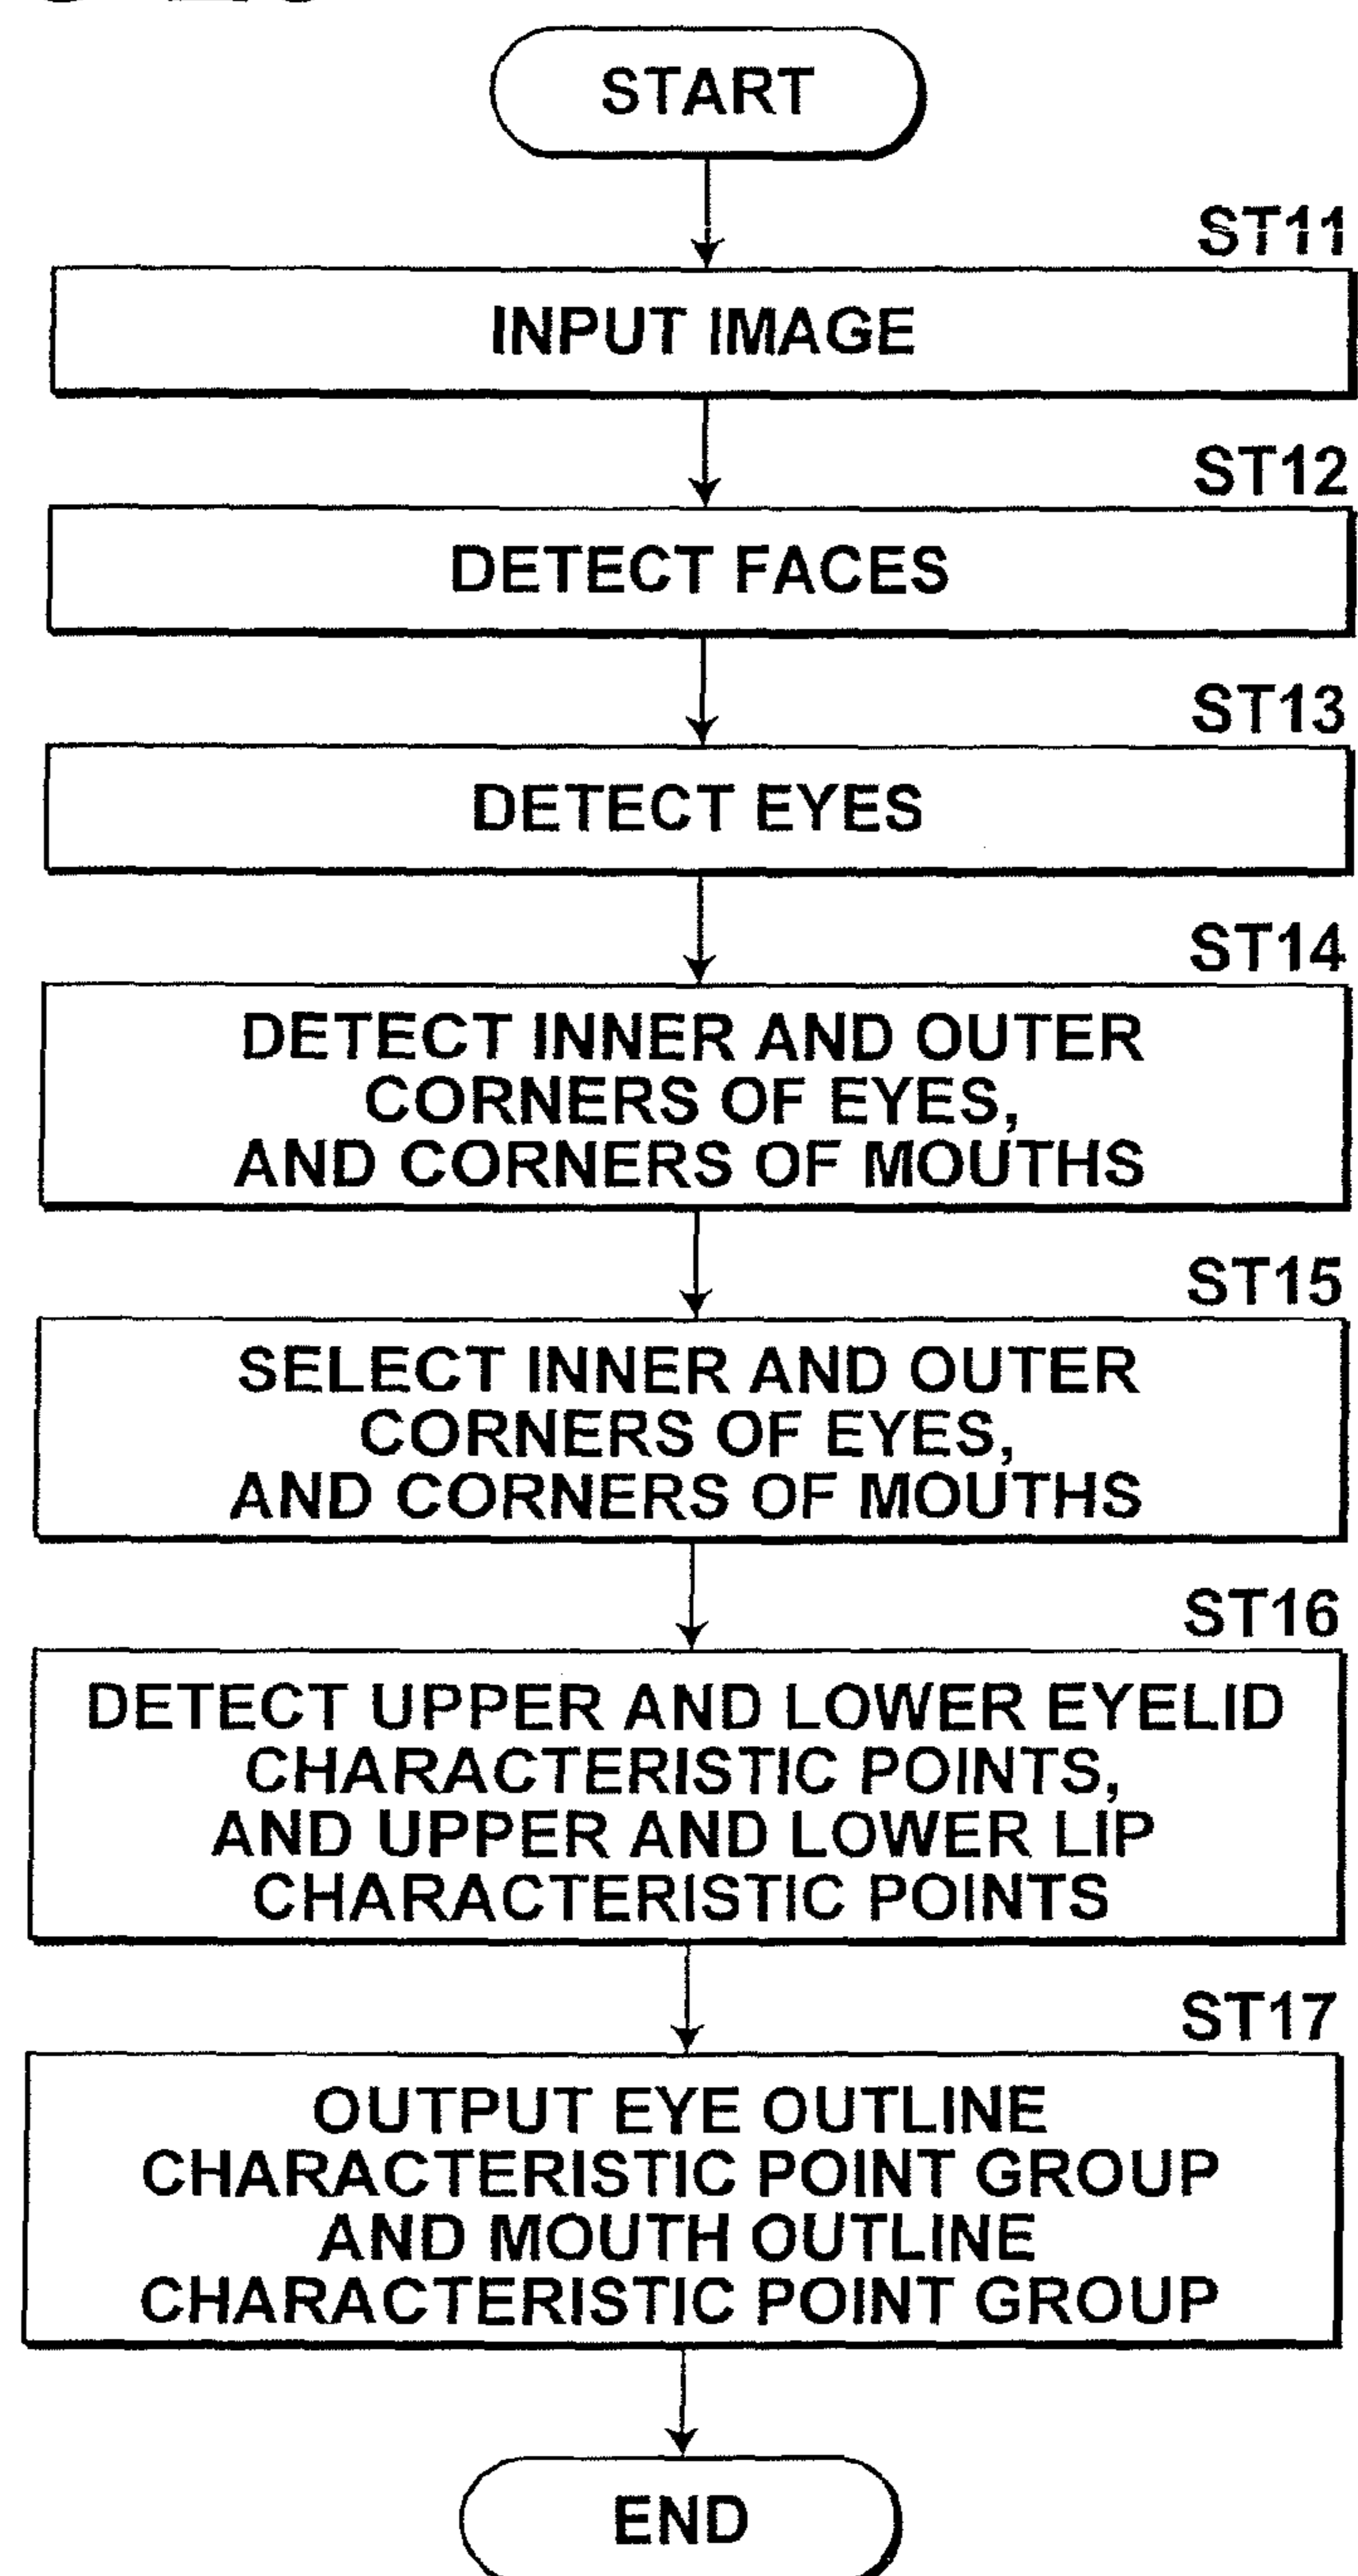 START
ST11
INPUT IMAGE
ST12
DETECT FACES
ST13
DETECT EYES
ST14
DETECT INNER AND OUTER
CORNERS OF EYES,
AND CORNERS OF MOUTHS
ST15
SELECT INNER AND OUTER
CORNERS OF EYES,
AND CORNERS OF MOUTHS
ST16
DETECT UPPER AND LOWER EYELID
CHARACTERISTIC POINTS,
AND UPPER AND LOWER LIP
CHARACTERISTIC POINTS
ST17
OUTPUT EYE OUTLINE
CHARACTERISTIC POINT GROUP
AND MOUTH OUTLINE
CHARACTERISTIC POINT GROUP
END